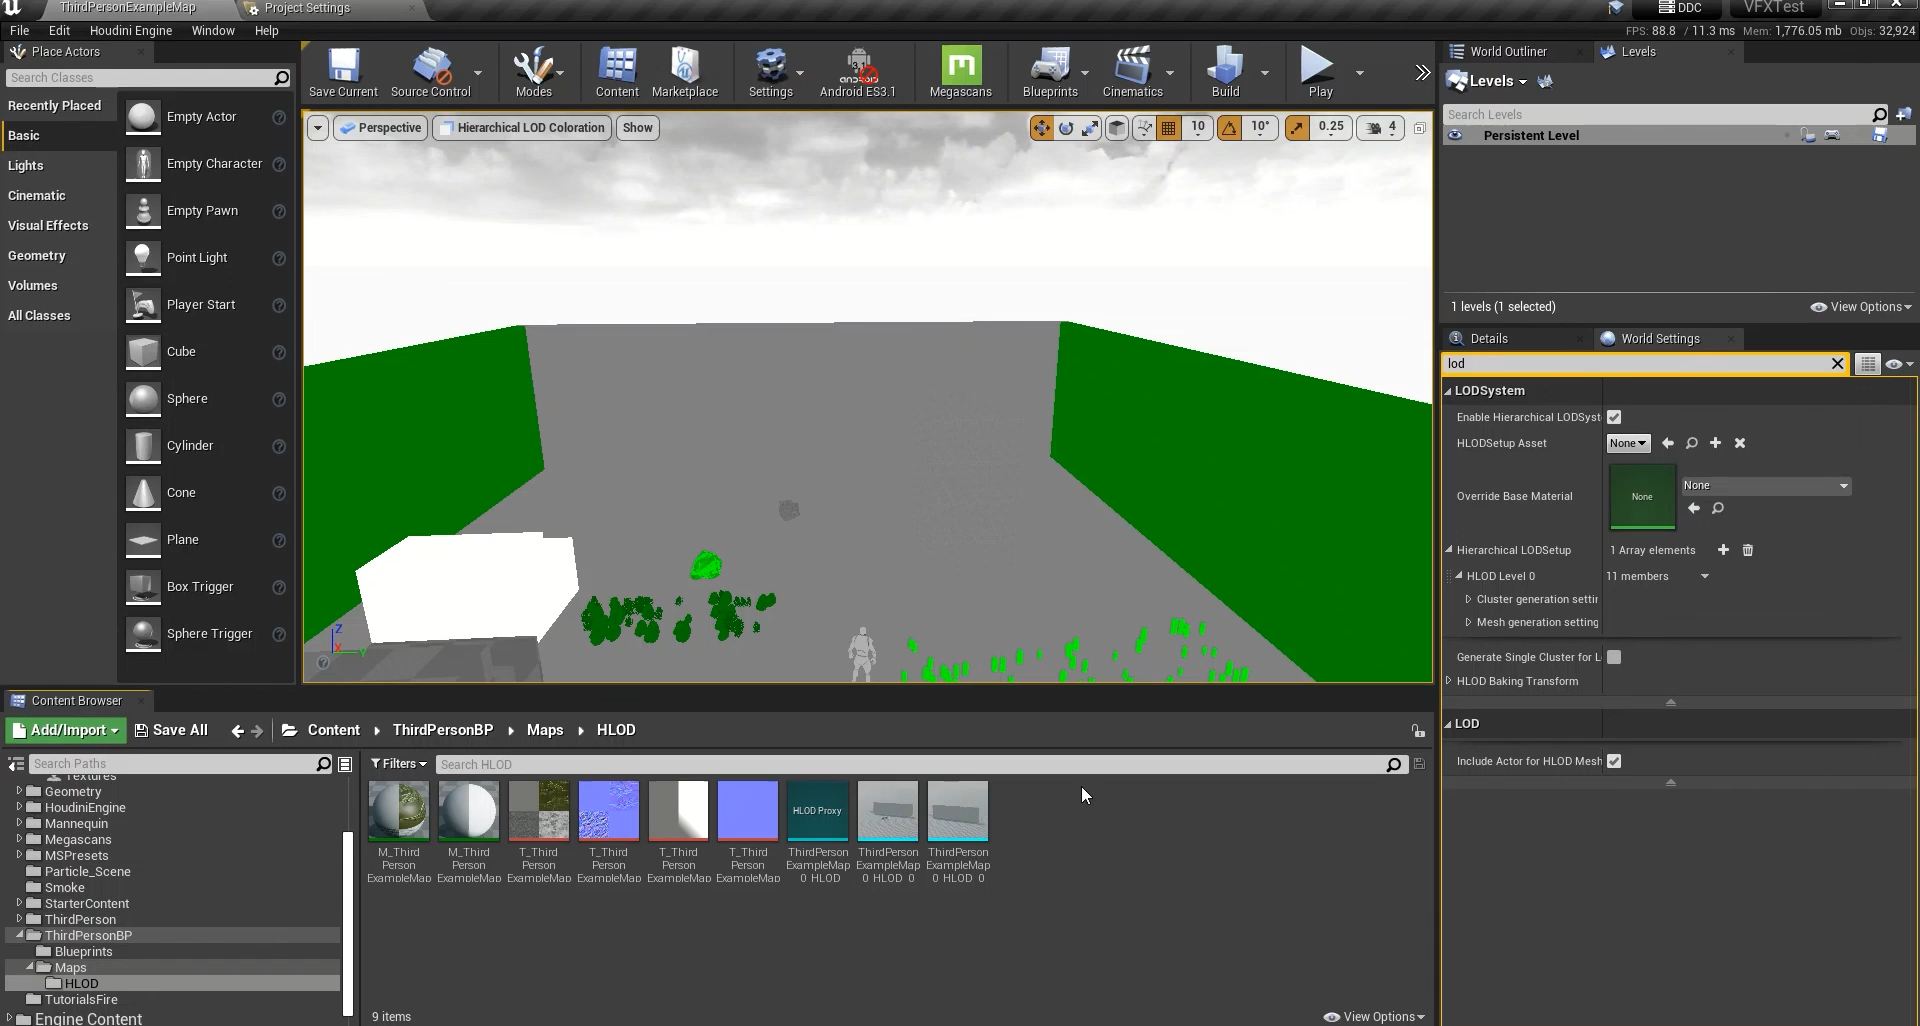 ThirdPersonExampleMap
Project Settings
DDC
VFXTest
File Edit Houdini Engine Window Help
FPS: 88.8 / 11.3 ms Mem: 1,776.05 mb Objs: 32,924
Place Actors
Search Classes
Recently Placed
Basic
Lights
Cinematic
Visual Effects
Geometry
Volumes
All Classes
Empty Actor
Empty Character
Empty Pawn
Point Light
Player Start
Cube
Sphere
Cylinder
Cone
Plane
Box Trigger
Sphere Trigger
Save Current
Source Control
Modes
Content
Marketplace
Settings
Android ES3.1
Megascans
Blueprints
Cinematics
Build
Play
Perspective
Hierarchical LOD Coloration
Show
10
10°
0.25
4
Z
X
Y
World Outliner
Levels
Levels
Search Levels
Persistent Level
1 levels (1 selected)
View Options
Details
World Settings
lod
LODSystem
Enable Hierarchical LODSyst
HLODSetup Asset
None
Override Base Material
None
None
Hierarchical LODSetup
1 Array elements
HLOD Level 0
11 members
Cluster generation settin
Mesh generation setting
Generate Single Cluster for L
HLOD Baking Transform
LOD
Include Actor for HLOD Mesh
Content Browser
Add/Import
Save All
Content
ThirdPersonBP
Maps
HLOD
Search Paths
Filters
Search HLOD
Textures
Geometry
HoudiniEngine
Mannequin
Megascans
MSPresets
Particle_Scene
Smoke
StarterContent
ThirdPerson
ThirdPersonBP
Blueprints
Maps
HLOD
TutorialsFire
Engine Content
HLOD Proxy
M_Third
Person
ExampleMap
M_Third
Person
ExampleMap
T_Third
Person
ExampleMap
T_Third
Person
ExampleMap
T_Third
Person
ExampleMap
T_Third
Person
ExampleMap
ThirdPerson
ExampleMap
0_HLOD
ThirdPerson
ExampleMap
0_HLOD_0
ThirdPerson
ExampleMap
0_HLOD_0
9 items
View Options